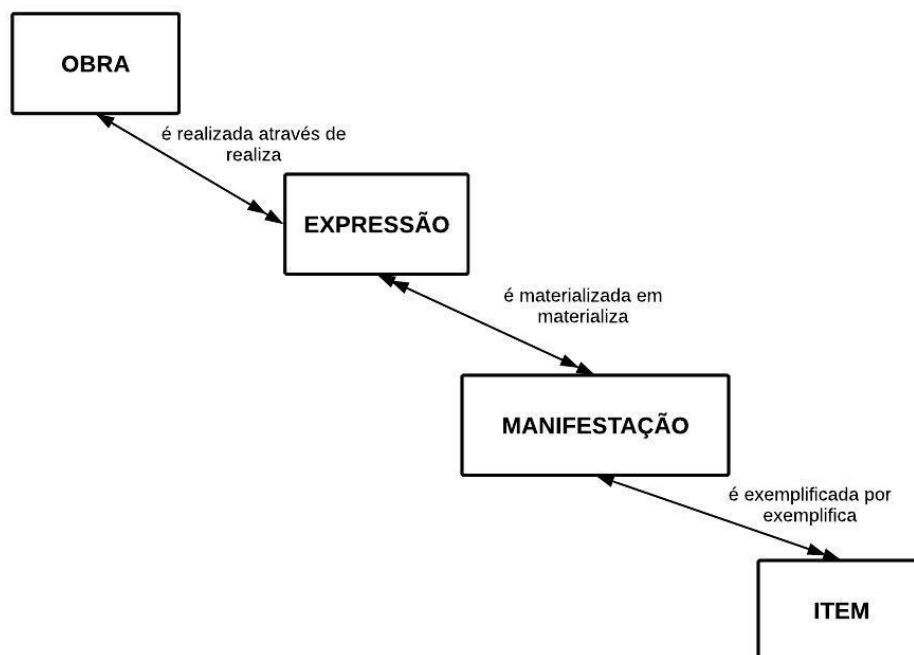 OBRA
é realizada através de
realiza
EXPRESSÃO
é materializada em
materializa
MANIFESTAÇÃO
é exemplificada por
exemplifica
ITEM